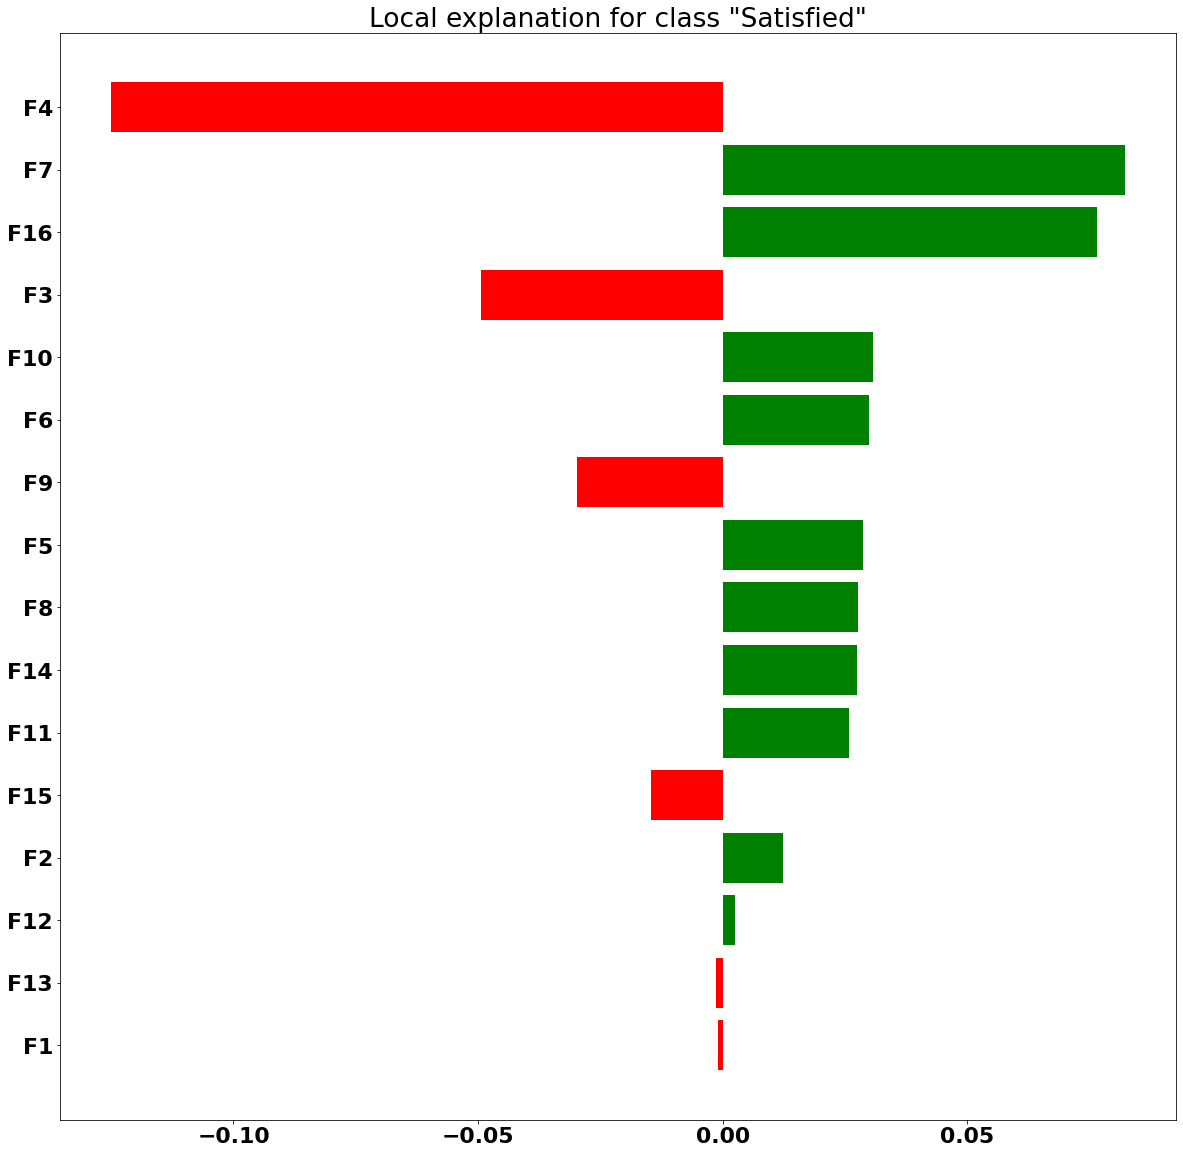 Local explanation for class "Satisfied"
F4
F7
F16
F3
F10
F6
F9
F5
F8
F14
F11
F15
F2
F12
F13
F1
−0.10 −0.05 0.00 0.05